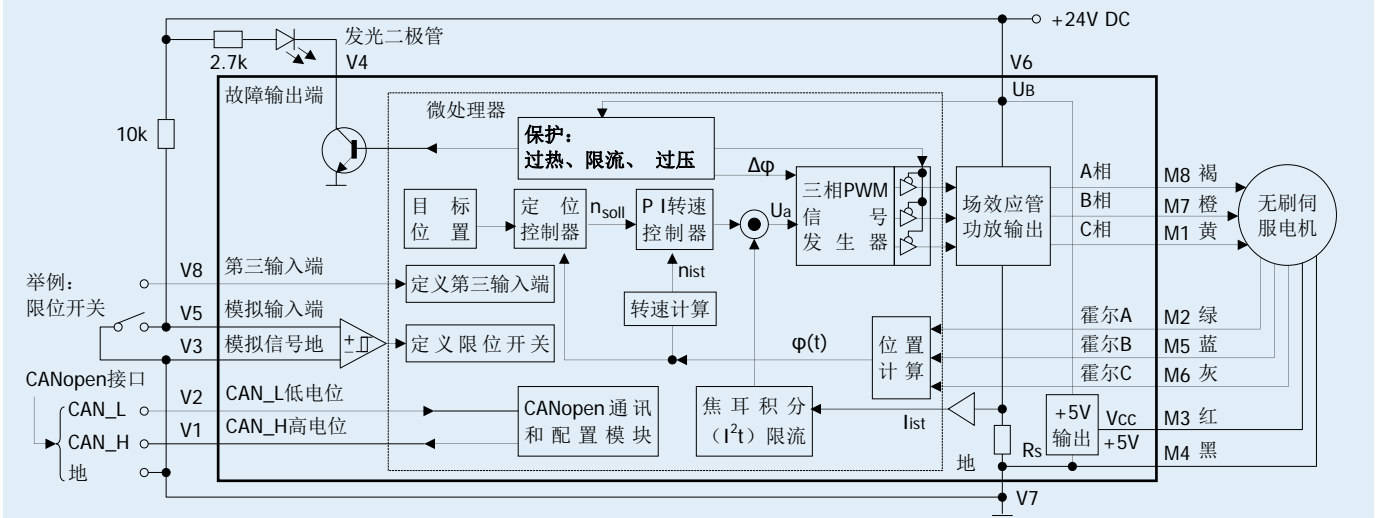 +24V DC
发光二极管
2.7k
V4
V6
故障输出端
UB
微处理器
10k
保护：
过热、限流、 过压
Δφ
三相PWM
信 号
发 生 器
场效应管
功放输出
A相
M8 褐
B相
M7 橙
C相
M1 黄
无刷伺
服电机
目 标
位 置
定 位
控制器
nsoll
P I转速
控制器
Ua
nist
举例：
限位开关
V8 第三输入端
定义第三输入端
V5 模拟输入端
转速计算
V3 模拟信号地
+
−
定义限位开关
φ(t)
位置
计算
霍尔A
M2 绿
霍尔B
M5 蓝
霍尔C
M6 灰
CANopen接口
CAN_L
V2 CAN_L低电位
CANopen 通讯
和 配 置 模 块
焦 耳 积 分
（I²t）限流
Iist
CAN_H
V1 CAN_H高电位
+5V
输出
Vcc
+5V
M3 红
地
地
Rs
M4 黑
V7